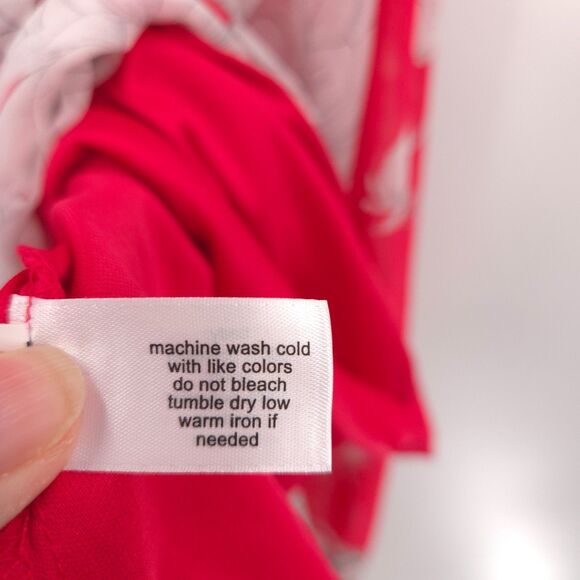 machine wash cold
with like colors
do not bleach
tumble dry low
warm iron if
needed